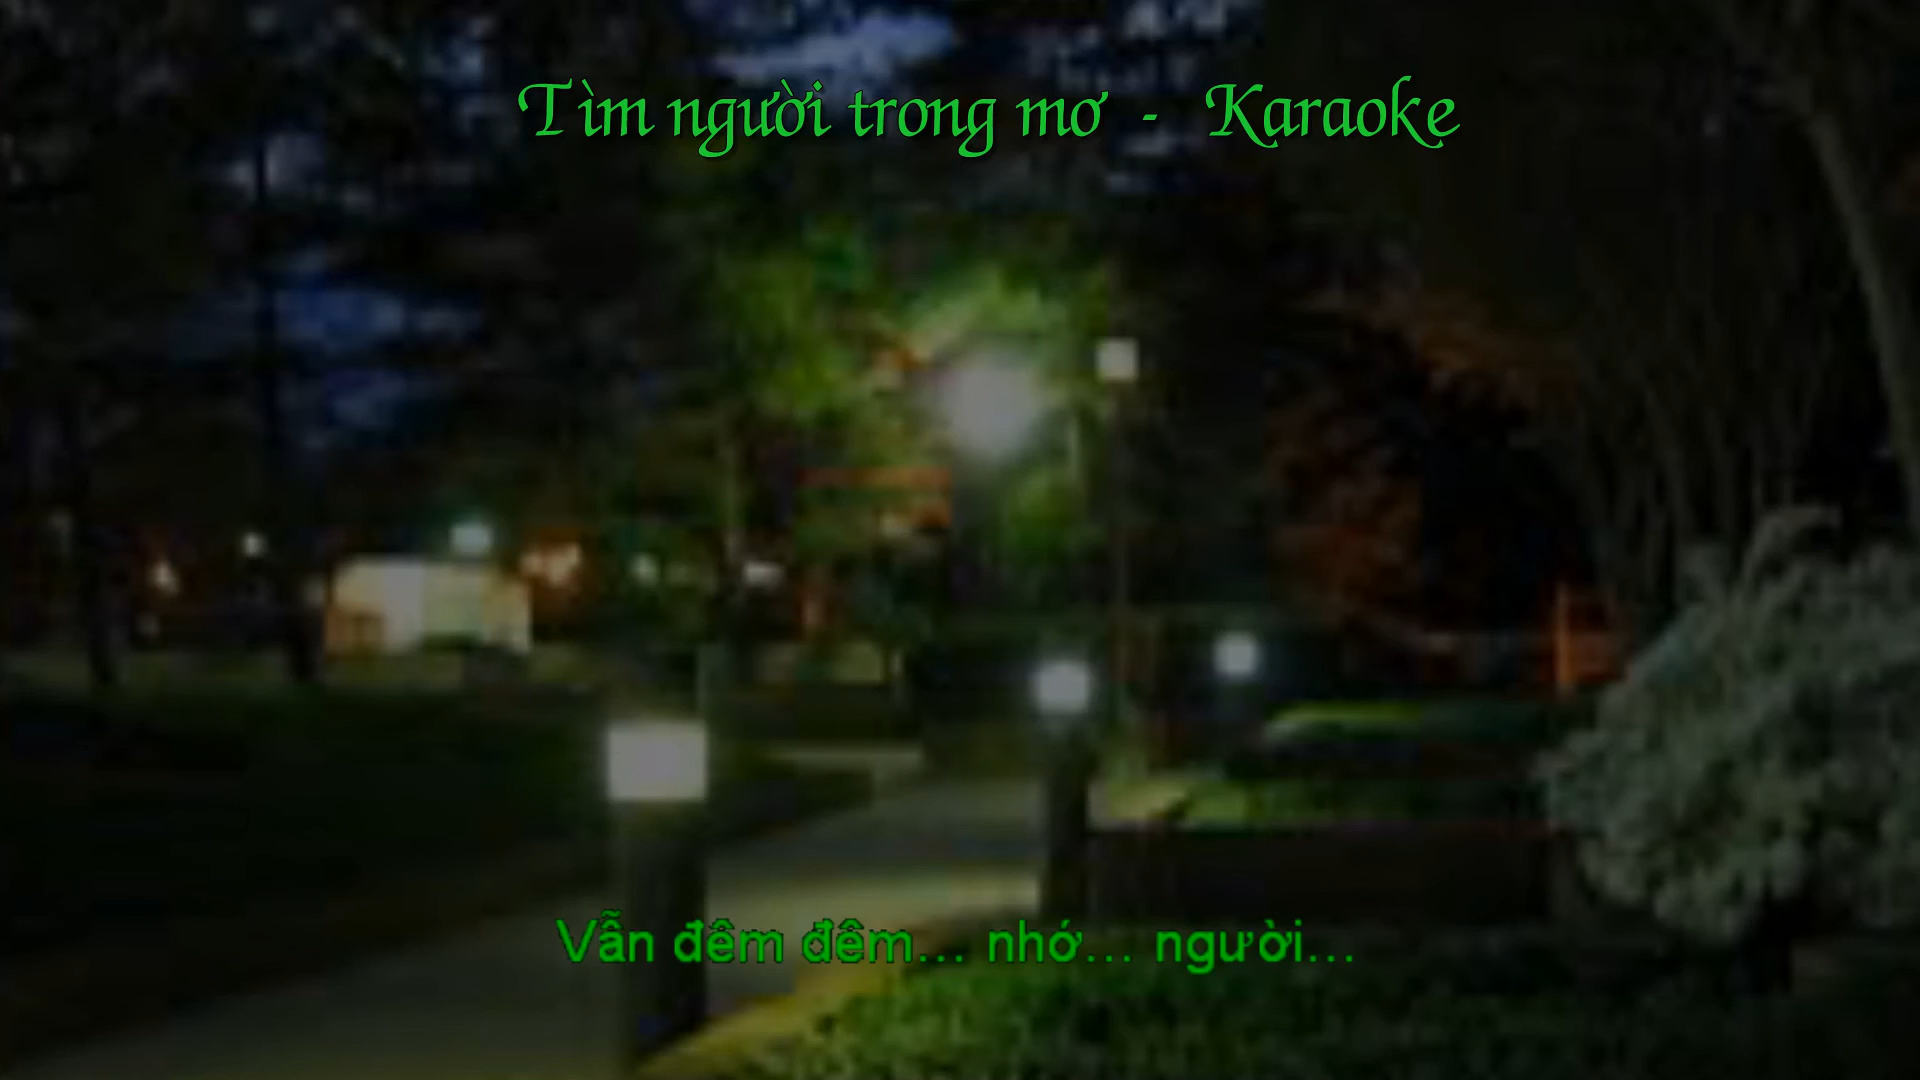 Tìm người trong mơ - Karaoke
Vẫn đêm đêm... nhớ... người...